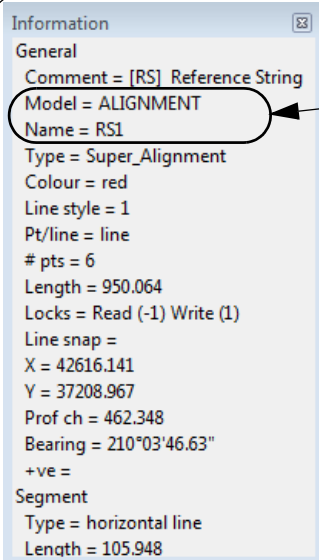 Information
General
Comment = [RS] Reference String
Model = ALIGNMENT
Name = RS1
Type = Super_Alignment
Colour = red
Line style = 1
Pt/line = line
# pts = 6
Length = 950.064
Locks = Read (-1) Write (1)
Line snap =
X = 42616.141
Y = 37208.967
Prof ch = 462.348
Bearing = 210°03'46.63"
+ve =
Segment
Type = horizontal line
Length = 105.948